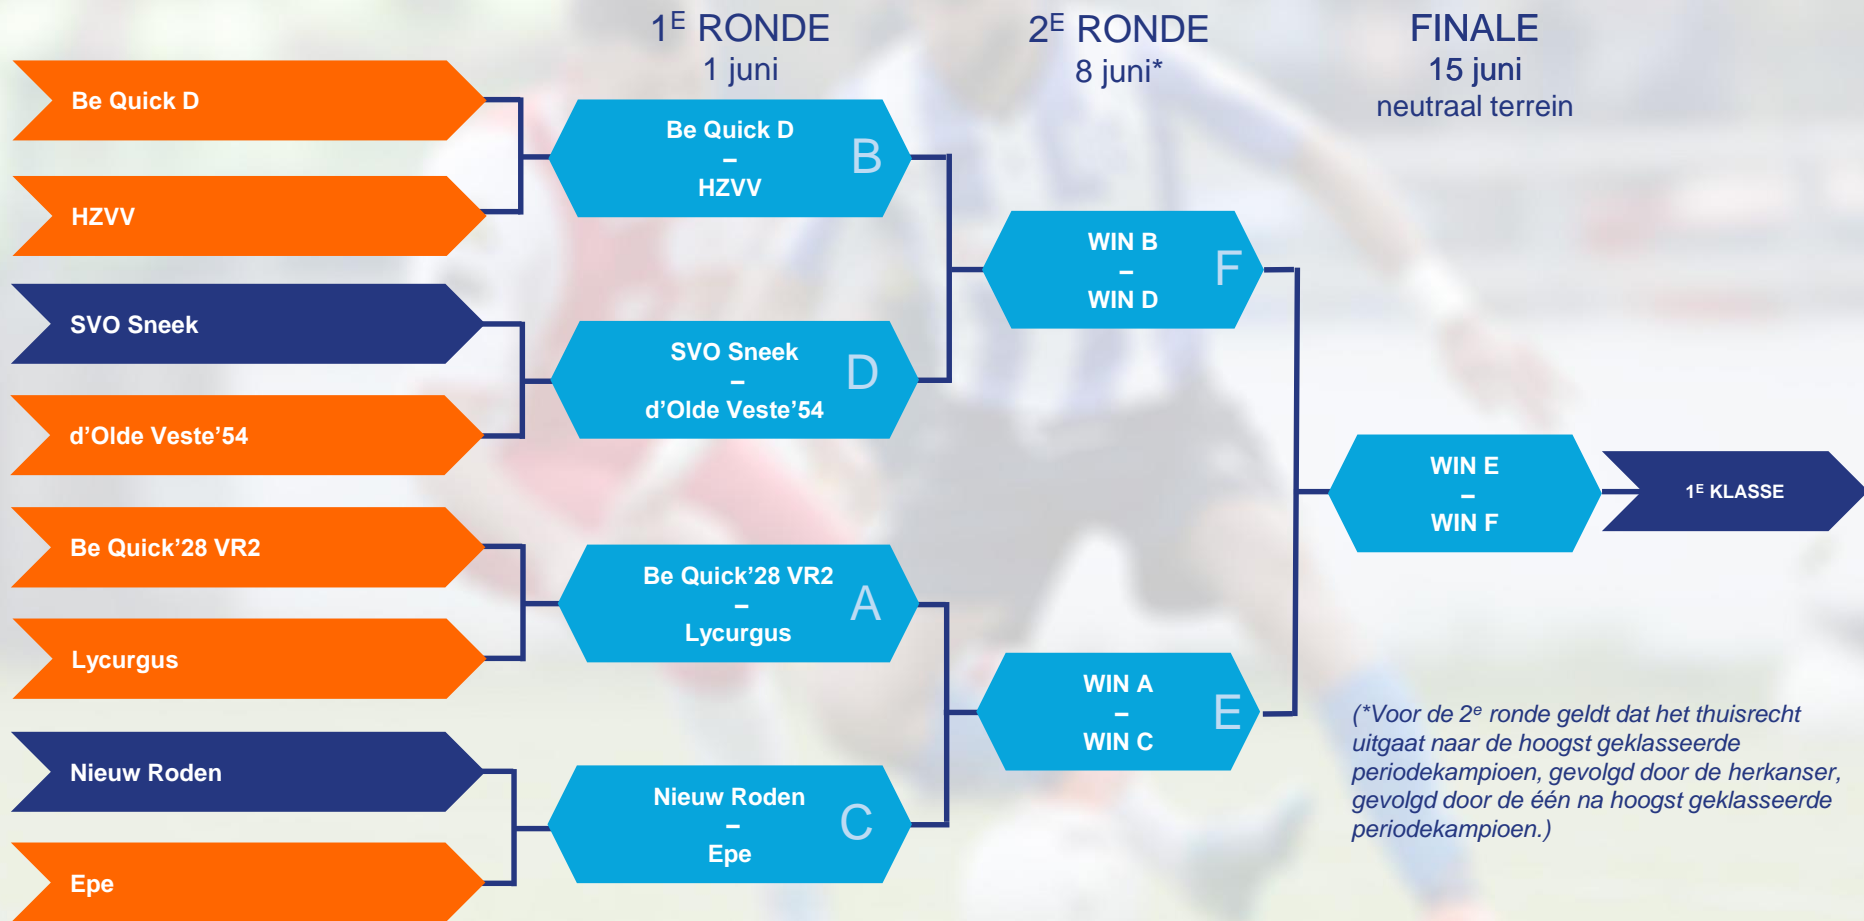 1E RONDE
1 juni
2E RONDE
8 juni*
FINALE
15 juni
neutraal terrein
Be Quick D
HZVV
SVO Sneek
d’Olde Veste’54
Be Quick’28 VR2
Lycurgus
Nieuw Roden
Epe
Be Quick D
–
HZVV
B
SVO Sneek
–
d’Olde Veste’54
D
Be Quick’28 VR2
–
Lycurgus
A
Nieuw Roden
–
Epe
C
WIN B
–
WIN D
F
WIN A
–
WIN C
E
WIN E
–
WIN F
1E KLASSE
(*Voor de 2e ronde geldt dat het thuisrecht
uitgaat naar de hoogst geklasseerde
periodekampioen, gevolgd door de herkanser,
gevolgd door de één na hoogst geklasseerde
periodekampioen.)